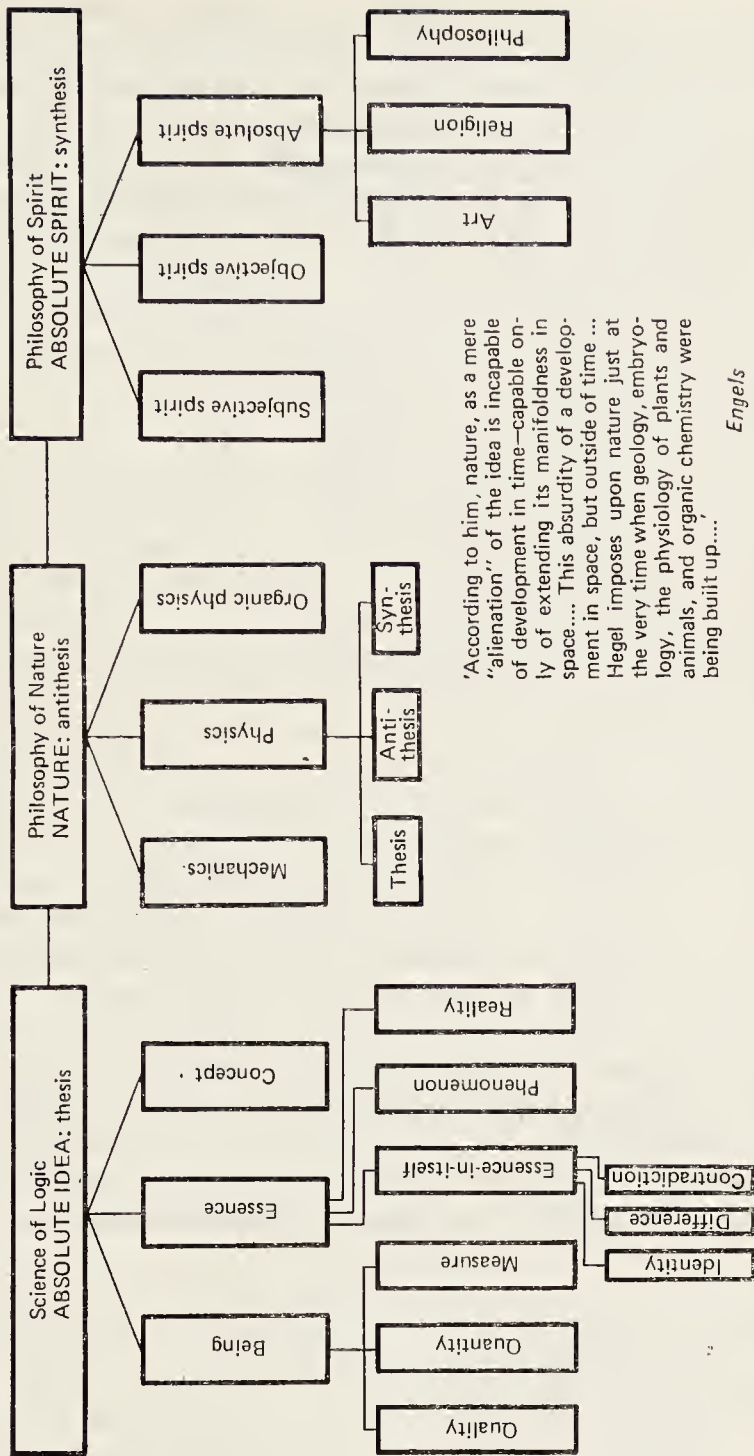 Science of Logic
ABSOLUTE IDEA: thesis
Philosophy of Nature
NATURE: antithesis
Philosophy of Spirit
ABSOLUTE SPIRIT: synthesis
Being
Essence
Concept
Mechanics
Physics
Organic physics
Subjective spirit
Objective spirit
Absolute spirit
Quality
Quantity
Measure
Essence-in-itself
Phenomenon
Reality
Thesis
Anti-
thesis
Syn-
thesis
Art
Religion
Philosophy
Identity
Difference
Contradiction
'According to him, nature, as a mere
"alienation" of the idea is incapable
of development in time—capable on-
ly of extending its manifoldness in
space.... This absurdity of a develop-
ment in space, but outside of time ...
Hegel imposes upon nature just at
the very time when geology, embryo-
logy, the physiology of plants and
animals, and organic chemistry were
being built up....'
Engels